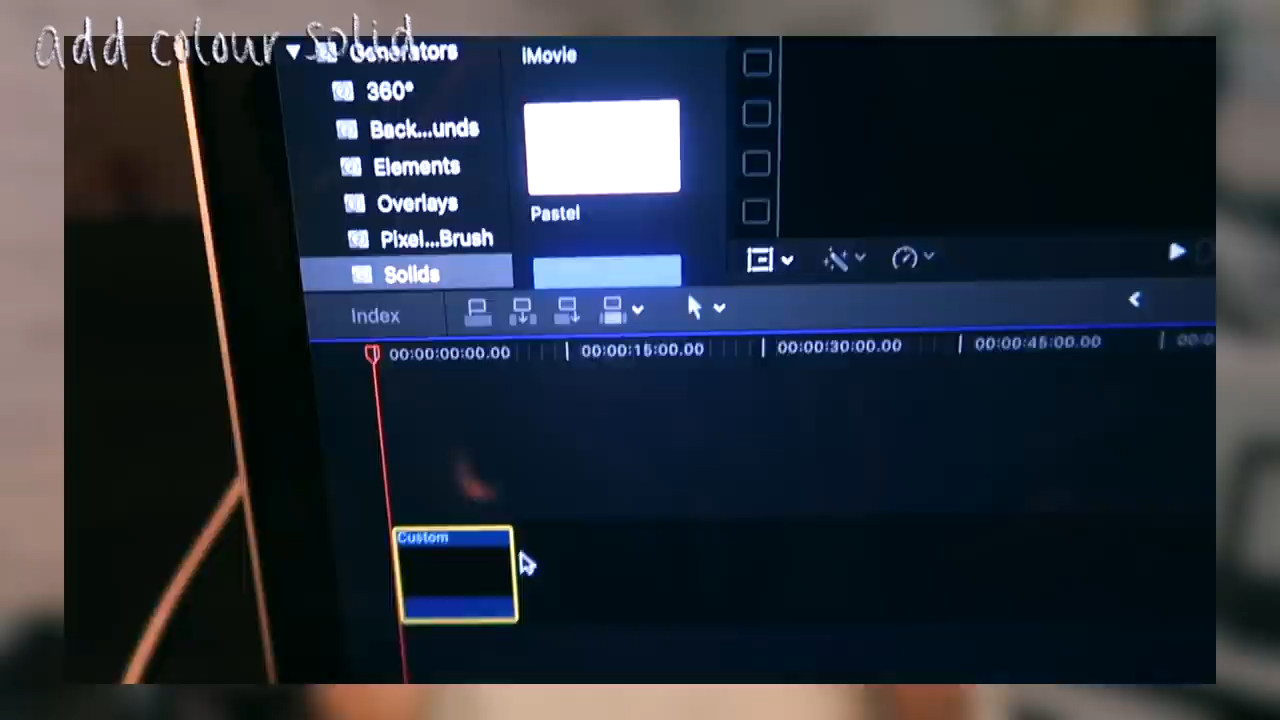 add colour solid
Generators
iMovie
360°
Back...unds
Elements
Pastel
Overlays
Pixel...Brush
Solids
Index
00:00:00:00.00
00:00:15:00.00
00:00:30:00.00
00:00:45:00.00
Custom